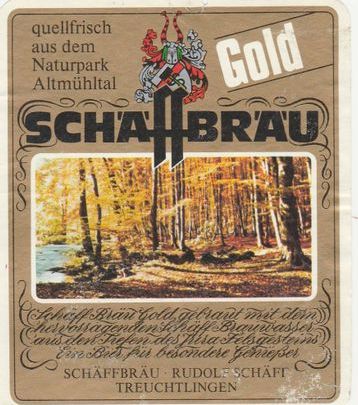 quellfrisch
aus dem
Naturpark
Altmühltal
Gold
SCHÄFFBRÄU
Schäff Bräu Gold, gebraut mit dem
hervorragenden Schäff Brauwasser
aus den Tiefen des Jura Felsgesteins
Ein Bier für besondere Genießer
SCHÄFFBRÄU · RUDOLF SCHÄFF
TREUCHTLINGEN